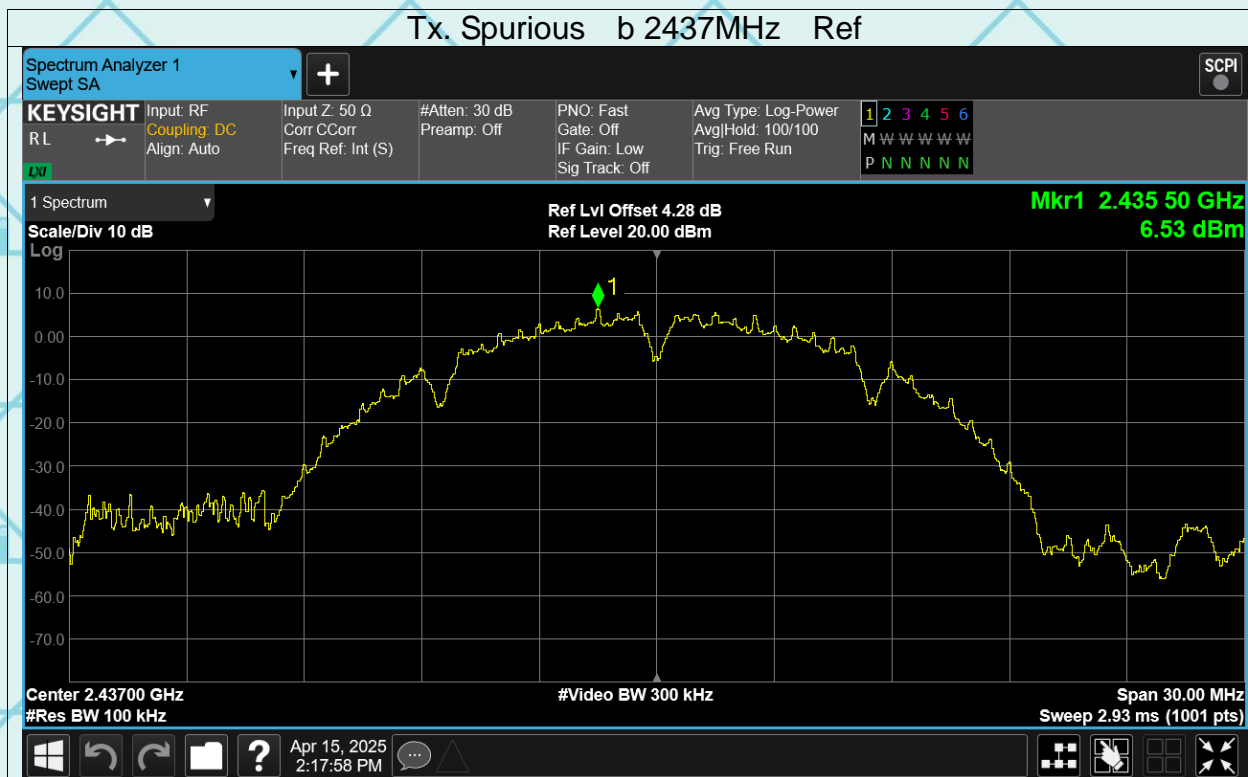 Tx. Spurious b 2437MHz Ref
Spectrum Analyzer 1
Swept SA
SCPI
KEYSIGHT
RL
LXI
Input: RF
Coupling: DC
Align: Auto
Input Z: 50 Ω
Corr CCorr
Freq Ref: Int (S)
#Atten: 30 dB
Preamp: Off
PNO: Fast
Gate: Off
IF Gain: Low
Sig Track: Off
Avg Type: Log-Power
Avg|Hold: 100/100
Trig: Free Run
1 2 3 4 5 6
M W W W W W
P N N N N N
1 Spectrum
Scale/Div 10 dB
Ref Lvl Offset 4.28 dB
Ref Level 20.00 dBm
Mkr1 2.435 50 GHz
6.53 dBm
Log
1
10.0
0.00
-10.0
-20.0
-30.0
-40.0
-50.0
-60.0
-70.0
Center 2.43700 GHz
#Res BW 100 kHz
#Video BW 300 kHz
Span 30.00 MHz
Sweep 2.93 ms (1001 pts)
?
Apr 15, 2025
2:17:58 PM